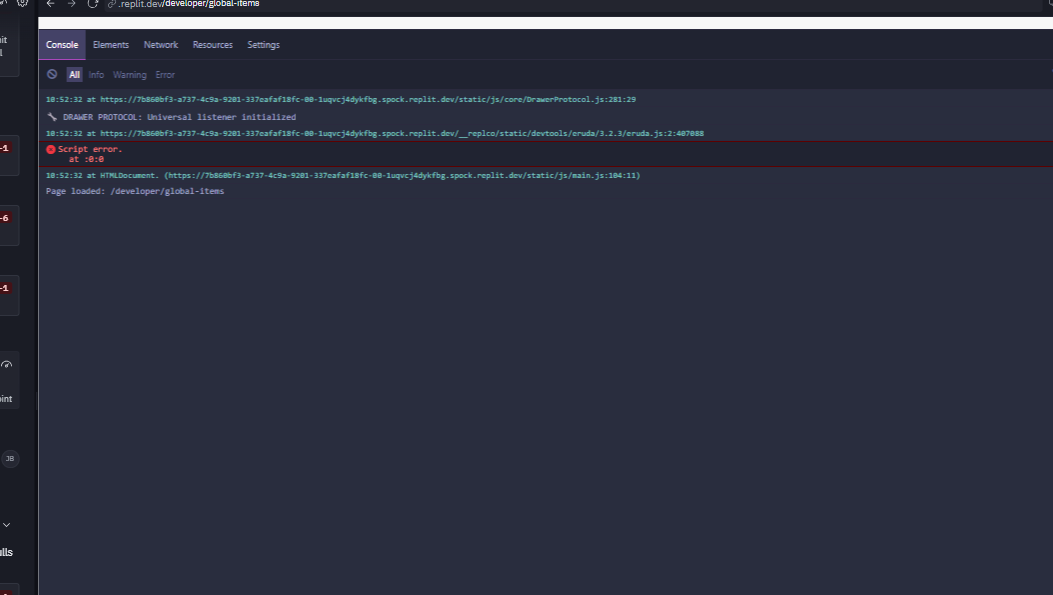 .replit.dev/developer/global-items
Console Elements Network Resources Settings
All Info Warning Error
10:52:32 at https://7b860bf3-a737-4c9a-9201-337eafaf18fc-00-1uqvcj4dykfbg.spock.replit.dev/static/js/core/DrawerProtocol.js:281:29
DRAWER PROTOCOL: Universal listener initialized
10:52:32 at https://7b860bf3-a737-4c9a-9201-337eafaf18fc-00-1uqvcj4dykfbg.spock.replit.dev/__replco/static/devtools/eruda/3.2.3/eruda.js:2:407088
Script error.
at :0:0
10:52:32 at HTMLDocument. (https://7b860bf3-a737-4c9a-9201-337eafaf18fc-00-1uqvcj4dykfbg.spock.replit.dev/static/js/main.js:104:11)
Page loaded: /developer/global-items
-1
-6
-1
oint
JB
ulls